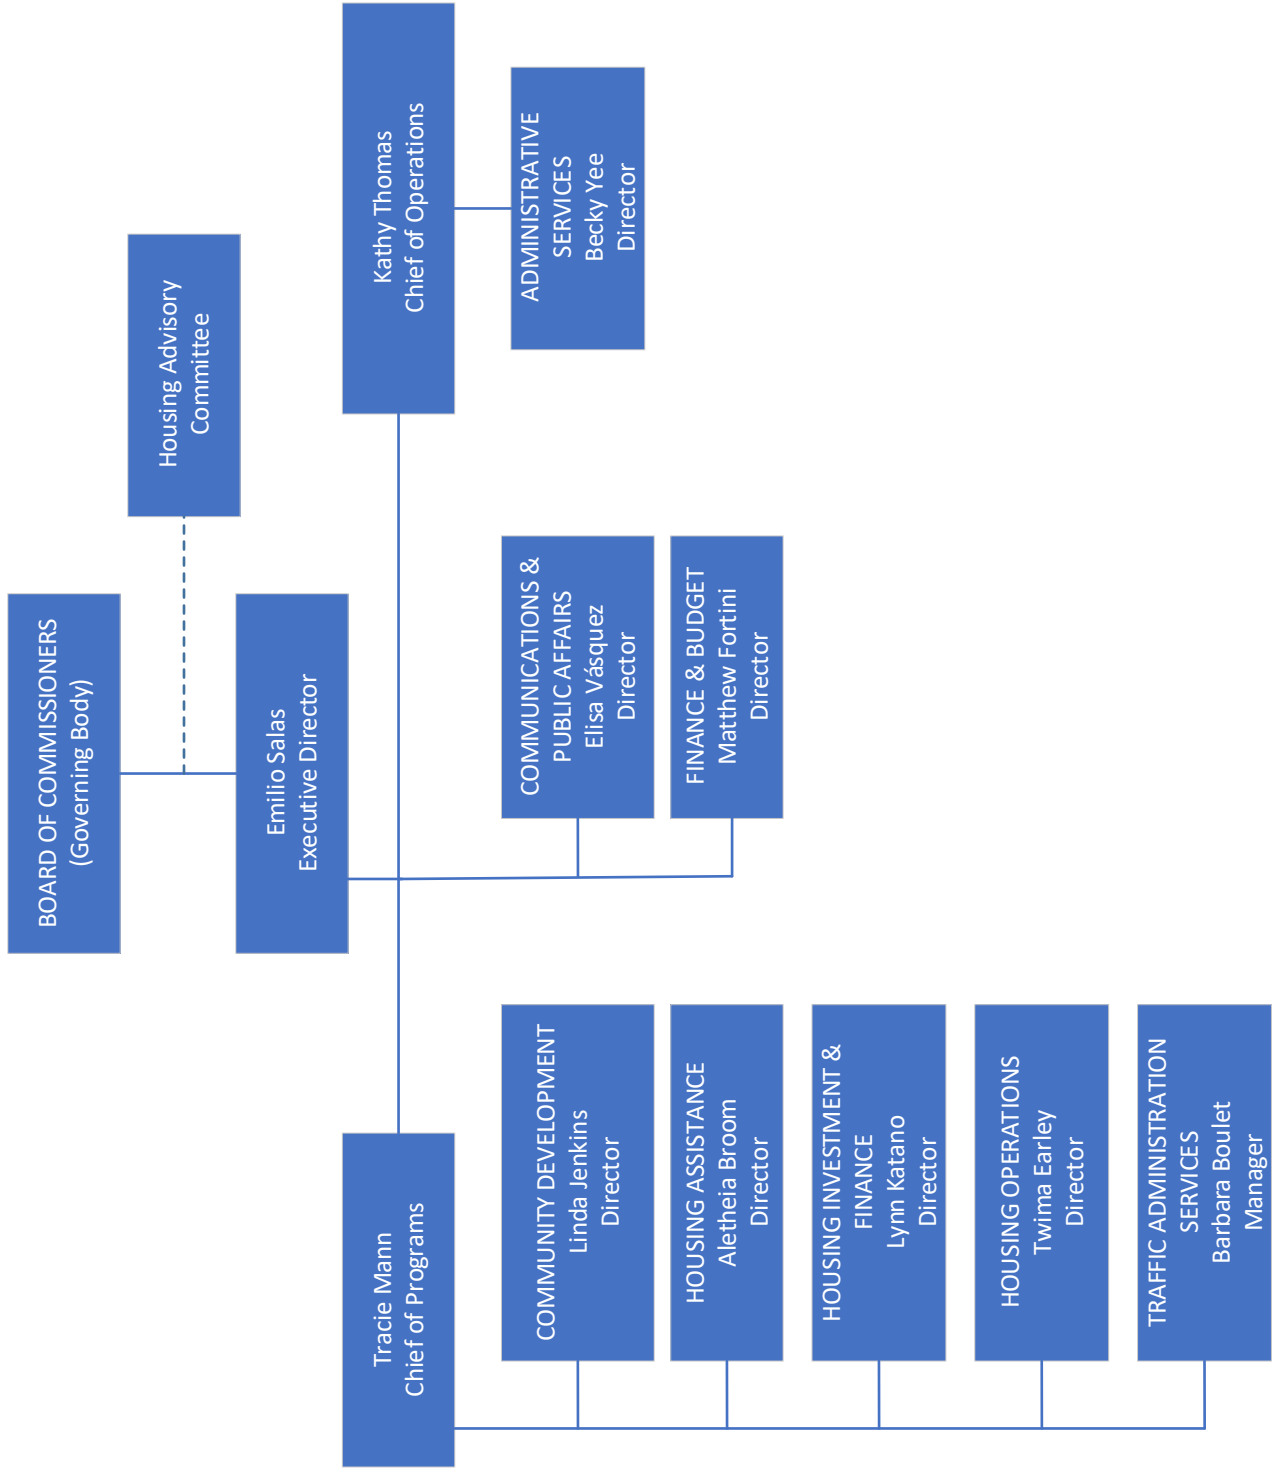 BOARD OF COMMISSIONERS
(Governing Body)
Housing Advisory
Committee
Emilio Salas
Executive Director
Tracie Mann
Chief of Programs
Kathy Thomas
Chief of Operations
COMMUNITY DEVELOPMENT
Linda Jenkins
Director
HOUSING ASSISTANCE
Aletheia Broom
Director
HOUSING INVESTMENT &
FINANCE
Lynn Katano
Director
HOUSING OPERATIONS
Twima Earley
Director
TRAFFIC ADMINISTRATION
SERVICES
Barbara Boulet
Manager
COMMUNICATIONS &
PUBLIC AFFAIRS
Elisa Vásquez
Director
FINANCE & BUDGET
Matthew Fortini
Director
ADMINISTRATIVE
SERVICES
Becky Yee
Director